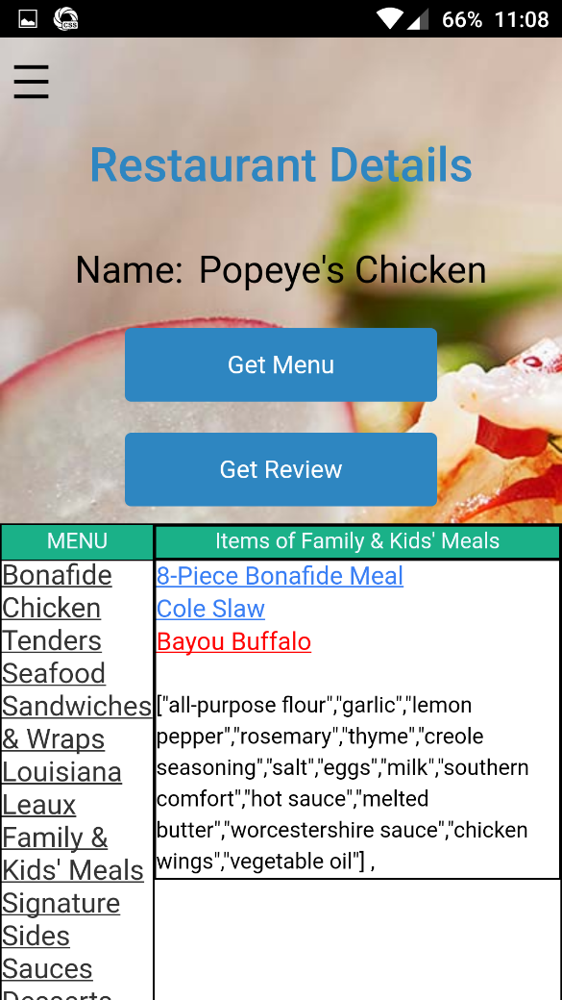 CSS
66% 11:08
Restaurant Details
Name: Popeye's Chicken
Get Menu
Get Review
MENU
Bonafide
Chicken
Tenders
Seafood
Sandwiches
& Wraps
Louisiana
Leaux
Family &
Kids' Meals
Signature
Sides
Sauces
Desserts
Items of Family & Kids' Meals
8-Piece Bonafide Meal
Cole Slaw
Bayou Buffalo
["all-purpose flour","garlic","lemon
pepper","rosemary","thyme","creole
seasoning","salt","eggs","milk","southern
comfort","hot sauce","melted
butter","worcestershire sauce","chicken
wings","vegetable oil"] ,